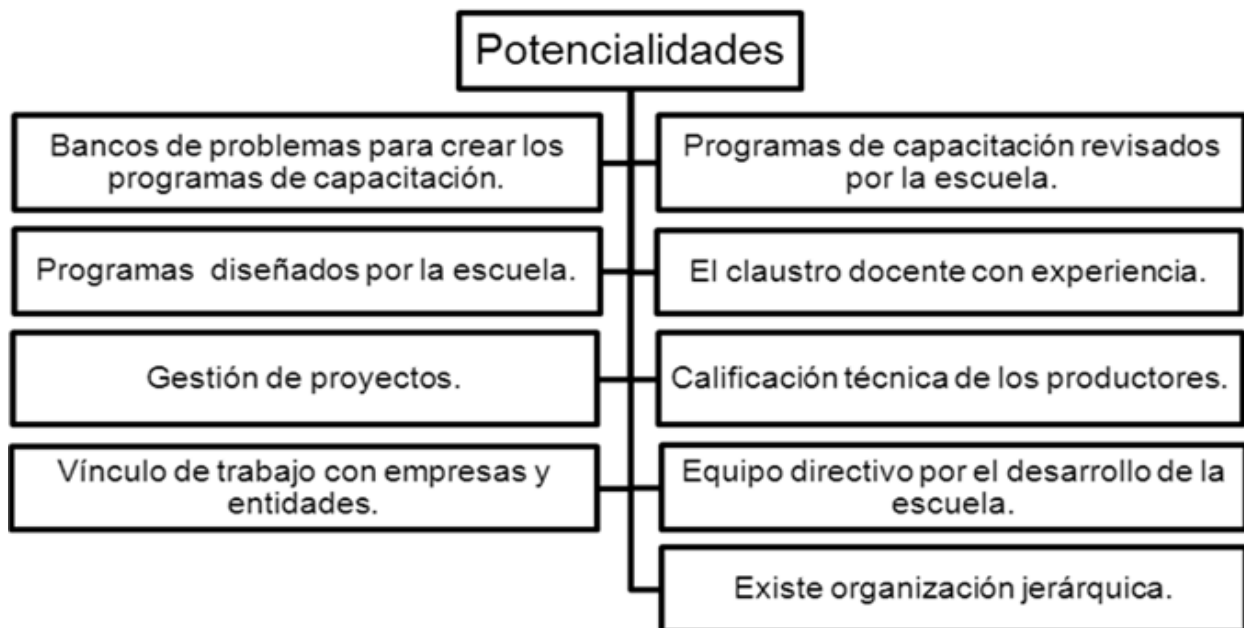 Potencialidades
Bancos de problemas para crear los
programas de capacitación.
Programas de capacitación revisados
por la escuela.
Programas diseñados por la escuela.
El claustro docente con experiencia.
Gestión de proyectos.
Calificación técnica de los productores.
Vínculo de trabajo con empresas y
entidades.
Equipo directivo por el desarrollo de la
escuela.
Existe organización jerárquica.